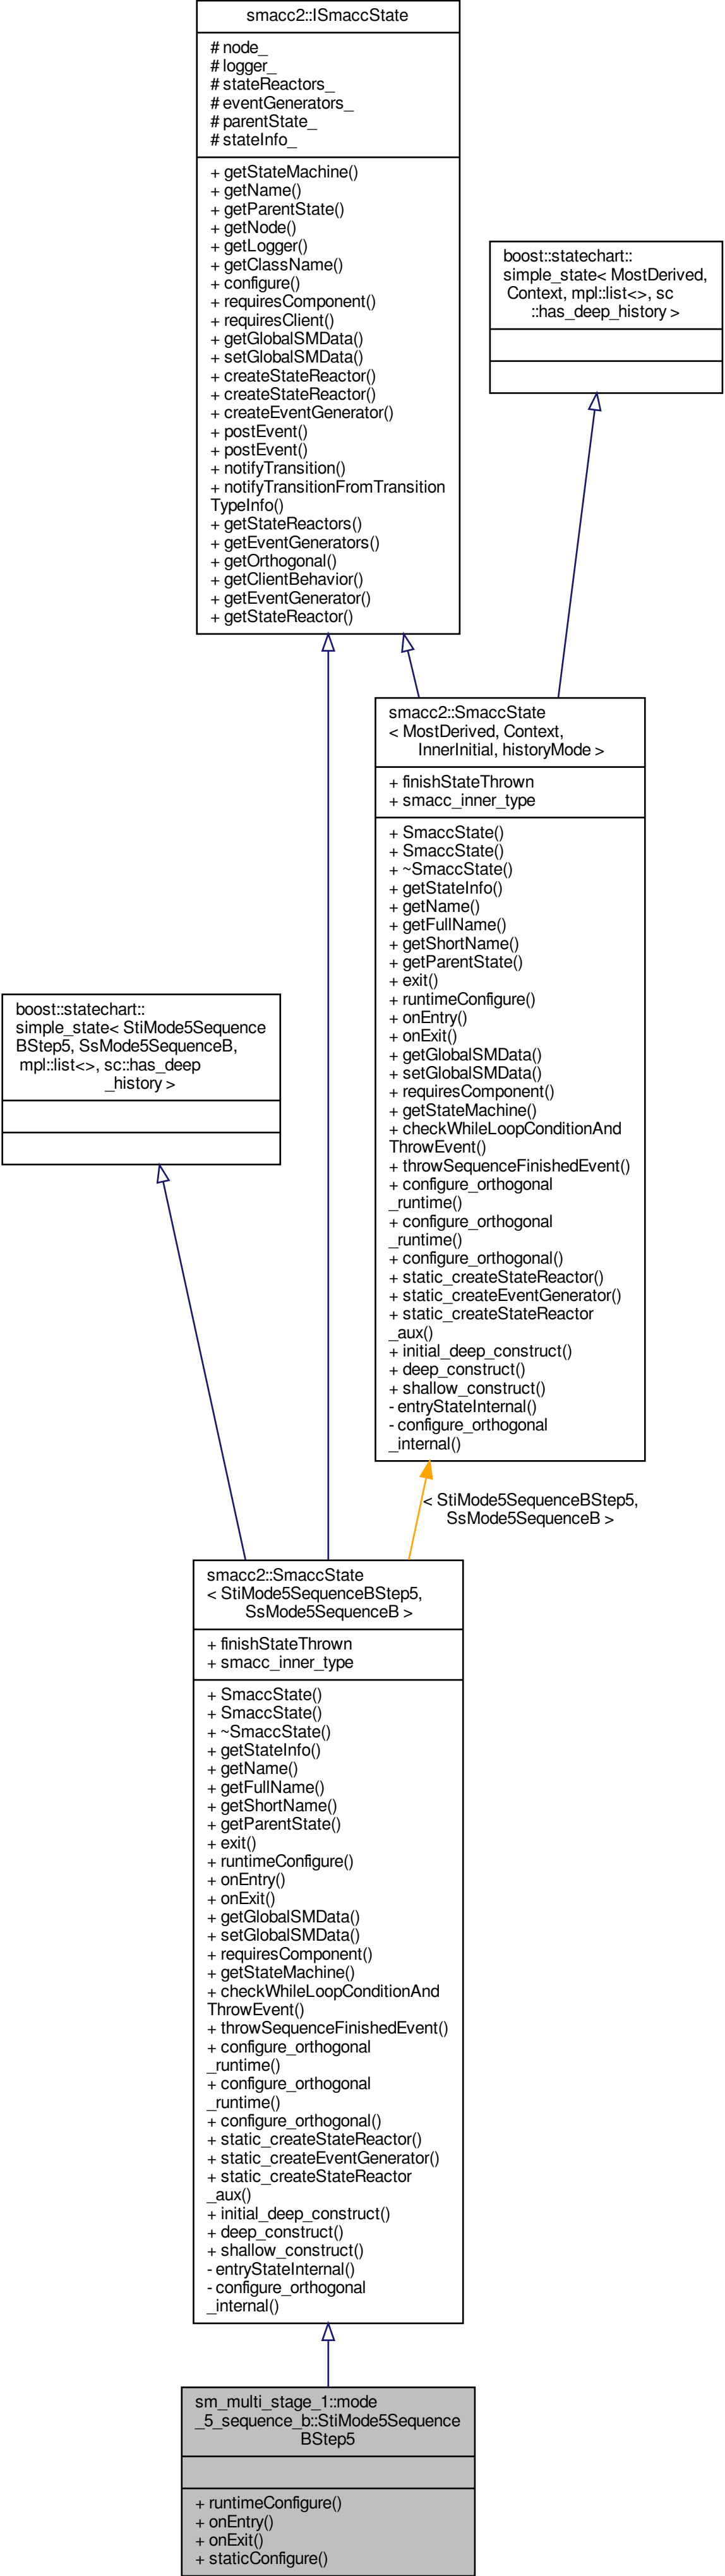 smacc2::ISmaccState
# node_
# logger_
# stateReactors_
# eventGenerators_
# parentState_
# stateInfo_
+ getStateMachine()
+ getName()
+ getParentState()
+ getNode()
+ getLogger()
+ getClassName()
+ configure()
+ requiresComponent()
+ requiresClient()
+ getGlobalSMData()
+ setGlobalSMData()
+ createStateReactor()
+ createStateReactor()
+ createEventGenerator()
+ postEvent()
+ postEvent()
+ notifyTransition()
+ notifyTransitionFromTransition
TypeInfo()
+ getStateReactors()
+ getEventGenerators()
+ getOrthogonal()
+ getClientBehavior()
+ getEventGenerator()
+ getStateReactor()
boost::statechart::
simple_state< MostDerived,
Context, mpl::list<>, sc
::has_deep_history >
smacc2::SmaccState
< MostDerived, Context,
InnerInitial, historyMode >
+ finishStateThrown
+ smacc_inner_type
+ SmaccState()
+ SmaccState()
+ ~SmaccState()
+ getStateInfo()
+ getName()
+ getFullName()
+ getShortName()
+ getParentState()
+ exit()
+ runtimeConfigure()
+ onEntry()
+ onExit()
+ getGlobalSMData()
+ setGlobalSMData()
+ requiresComponent()
+ getStateMachine()
+ checkWhileLoopConditionAnd
ThrowEvent()
+ throwSequenceFinishedEvent()
+ configure_orthogonal
_runtime()
+ configure_orthogonal
_runtime()
+ configure_orthogonal()
+ static_createStateReactor()
+ static_createEventGenerator()
+ static_createStateReactor
_aux()
+ initial_deep_construct()
+ deep_construct()
+ shallow_construct()
- entryStateInternal()
- configure_orthogonal
_internal()
boost::statechart::
simple_state< StiMode5Sequence
BStep5, SsMode5SequenceB,
mpl::list<>, sc::has_deep
_history >
< StiMode5SequenceBStep5,
SsMode5SequenceB >
smacc2::SmaccState
< StiMode5SequenceBStep5,
SsMode5SequenceB >
+ finishStateThrown
+ smacc_inner_type
+ SmaccState()
+ SmaccState()
+ ~SmaccState()
+ getStateInfo()
+ getName()
+ getFullName()
+ getShortName()
+ getParentState()
+ exit()
+ runtimeConfigure()
+ onEntry()
+ onExit()
+ getGlobalSMData()
+ setGlobalSMData()
+ requiresComponent()
+ getStateMachine()
+ checkWhileLoopConditionAnd
ThrowEvent()
+ throwSequenceFinishedEvent()
+ configure_orthogonal
_runtime()
+ configure_orthogonal
_runtime()
+ configure_orthogonal()
+ static_createStateReactor()
+ static_createEventGenerator()
+ static_createStateReactor
_aux()
+ initial_deep_construct()
+ deep_construct()
+ shallow_construct()
- entryStateInternal()
- configure_orthogonal
_internal()
sm_multi_stage_1::mode
_5_sequence_b::StiMode5Sequence
BStep5
+ runtimeConfigure()
+ onEntry()
+ onExit()
+ staticConfigure()